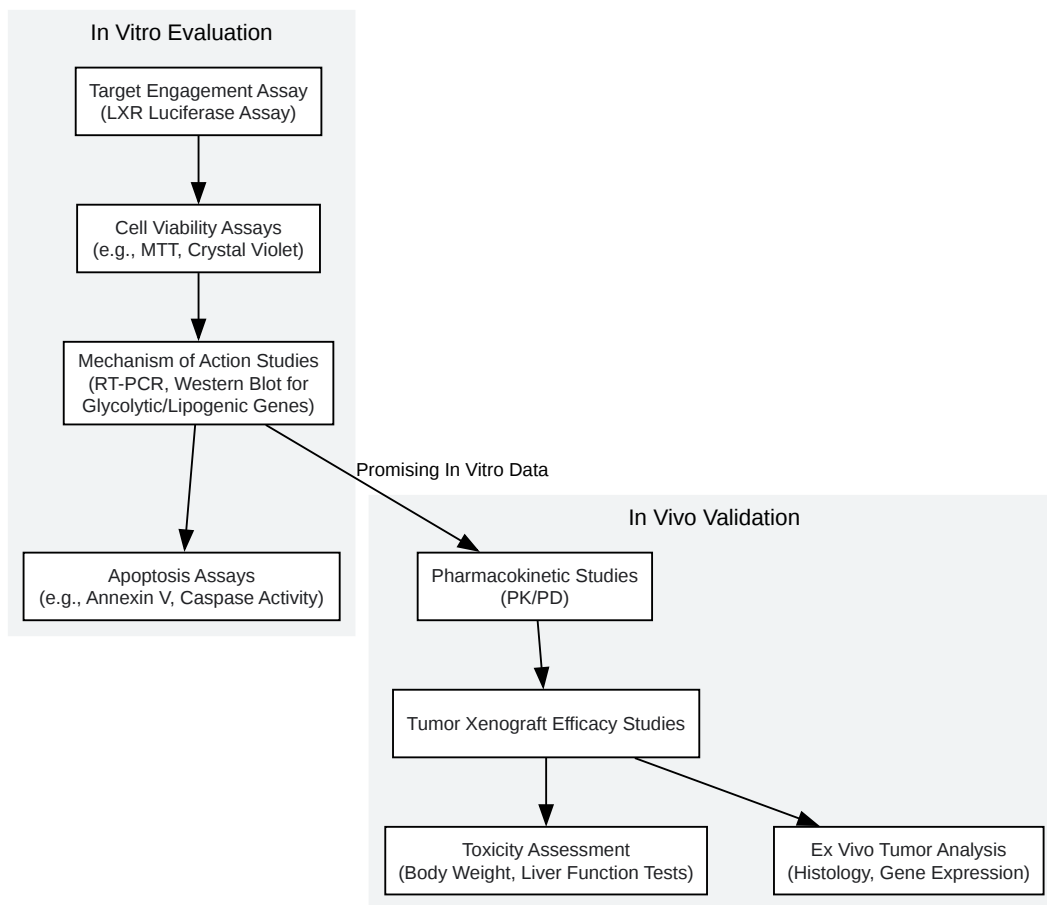 In Vitro Evaluation
Target Engagement Assay
(LXR Luciferase Assay)
Cell Viability Assays
(e.g., MTT, Crystal Violet)
Mechanism of Action Studies
(RT-PCR, Western Blot for
Glycolytic/Lipogenic Genes)
Promising In Vitro Data
Apoptosis Assays
(e.g., Annexin V, Caspase Activity)
In Vivo Validation
Pharmacokinetic Studies
(PK/PD)
Tumor Xenograft Efficacy Studies
Toxicity Assessment
(Body Weight, Liver Function Tests)
Ex Vivo Tumor Analysis
(Histology, Gene Expression)